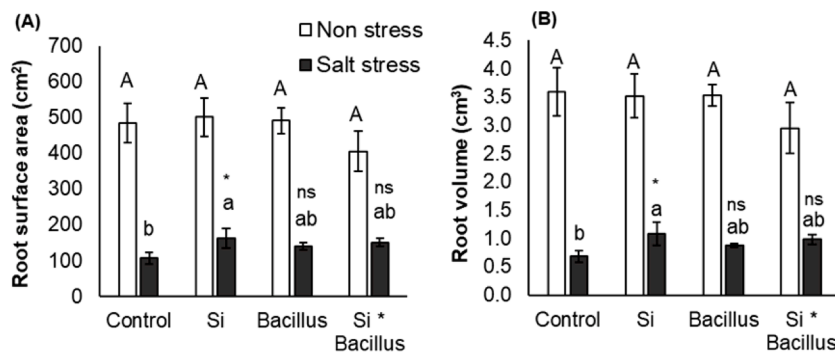 (A)
Non stress
Salt stress
Root surface area (cm²)
700
600
500
400
300
200
100
0
A
A
A
A
b
*
a
ns
ab
ns
ab
Control
Si
Bacillus
Si *
Bacillus
(B)
Root volume (cm³)
4.5
4.0
3.5
3.0
2.5
2.0
1.5
1.0
0.5
0.0
A
A
A
A
b
*
a
ns
ab
ns
ab
Control
Si
Bacillus
Si *
Bacillus